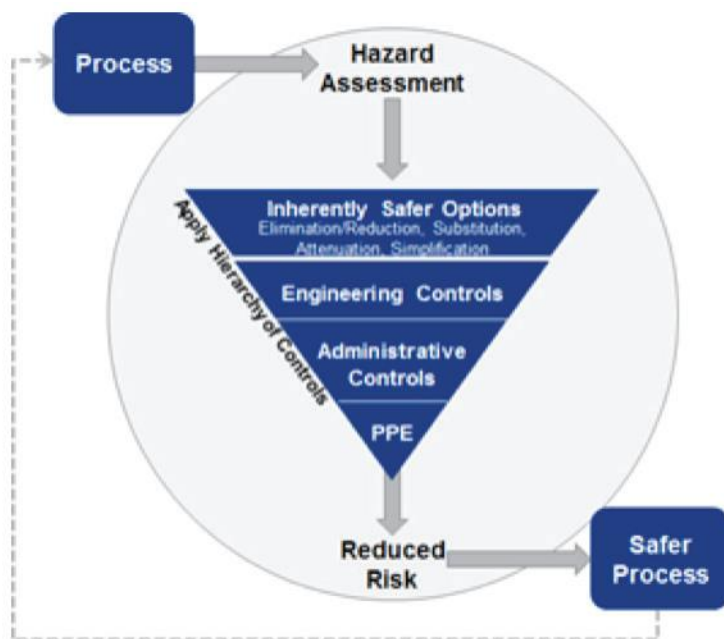 Process
Hazard
Assessment
Apply Hierarchy of Controls
Inherently Safer Options
Elimination/Reduction, Substitution,
Attenuation, Simplification
Engineering Controls
Administrative
Controls
PPE
Reduced
Risk
Safer
Process